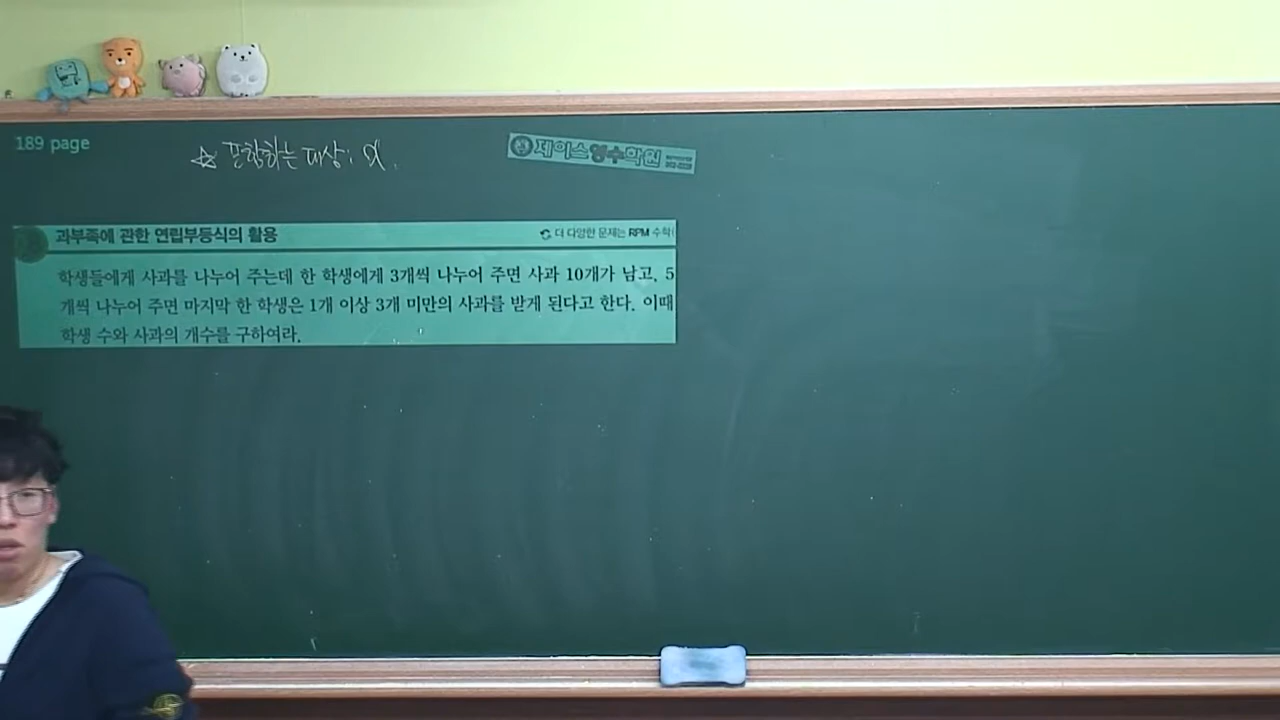 189 page
☆ 포함하는 대상: x.
제이스영수학원
과부족에 관한 연립부등식의 활용
더 다양한 문제는 RPM 수학(
학생들에게 사과를 나누어 주는데 한 학생에게 3개씩 나누어 주면 사과 10개가 남고, 5
개씩 나누어 주면 마지막 한 학생은 1개 이상 3개 미만의 사과를 받게 된다고 한다. 이때
학생 수와 사과의 개수를 구하여라.